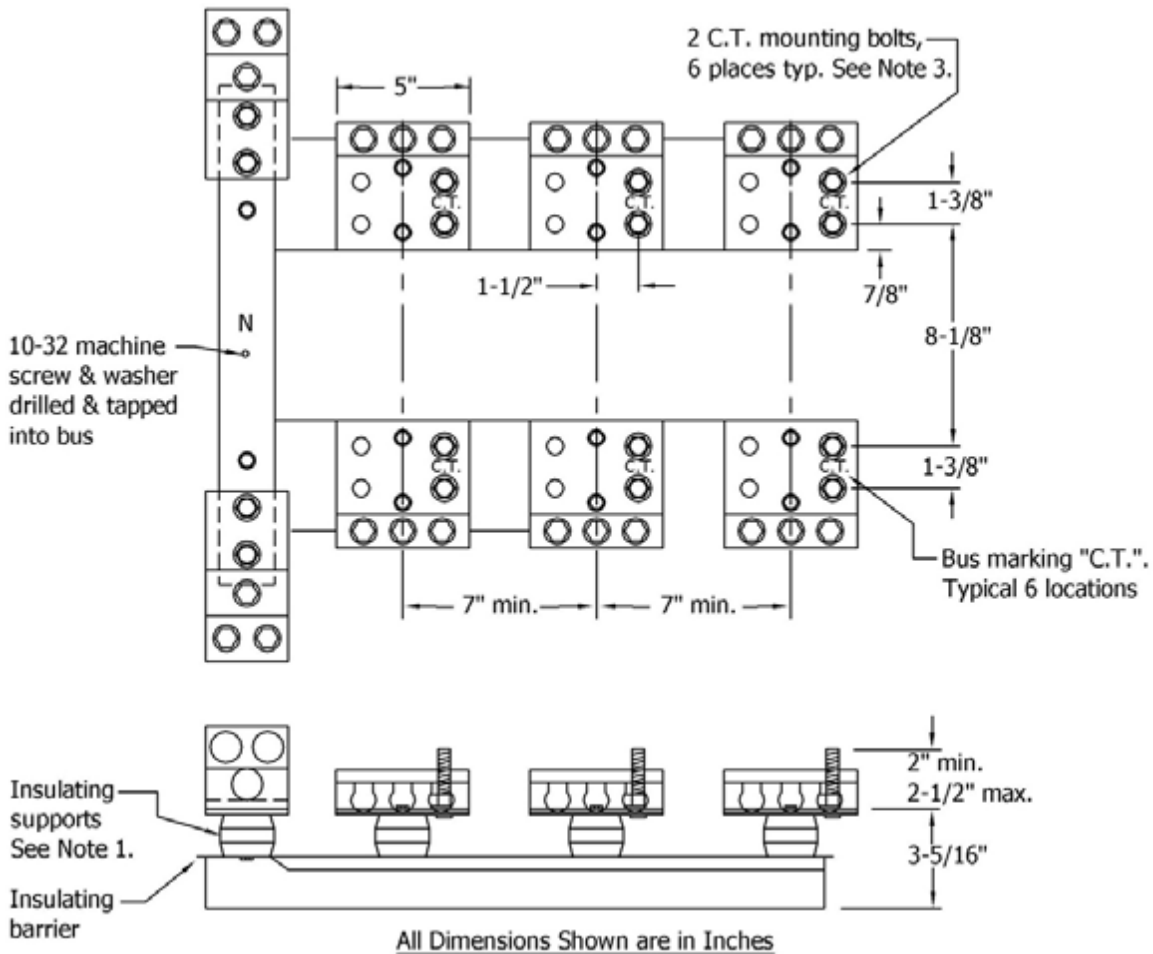 2 C.T. mounting bolts,
6 places typ. See Note 3.
5"
C.T.
C.T.
C.T.
1-3/8"
1-1/2"
7/8"
N
8-1/8"
10-32 machine
screw & washer
drilled & tapped
into bus
C.T.
C.T.
C.T.
1-3/8"
Bus marking "C.T.".
Typical 6 locations
7" min.
7" min.
2" min.
2-1/2" max.
Insulating
supports
See Note 1.
3-5/16"
Insulating
barrier
All Dimensions Shown are in Inches